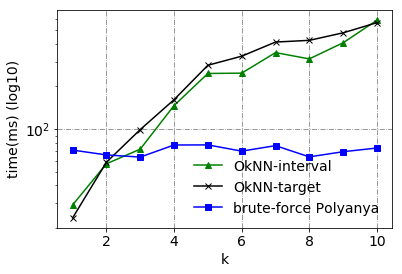 time(ms) (log10)
10²
OkNN-interval
OkNN-target
brute-force Polyanya
2 4 6 8 10
k